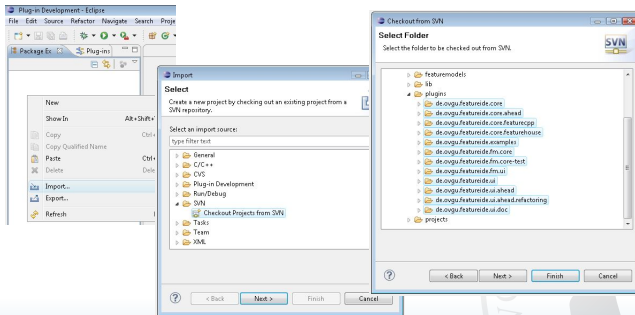 Plug-in Development - Eclipse
File Edit Source Refactor Navigate Search Proje
Package Ex Plug-ins
New
Show In Alt+Shift+
Copy Ctrl+
Copy Qualified Name
Paste Ctrl+
Delete Dele
Import...
Export...
Refresh
Import
Select
Create a new project by checking out an existing project from a
SVN repository.
Select an import source:
type filter text
General
C/C++
CVS
Plug-in Development
Run/Debug
SVN
Checkout Projects from SVN
Tasks
Team
XML
< Back Next > Finish Cancel
Checkout from SVN
Select Folder
Select the folder to be checked out from SVN.
SVN
featuremodels
lib
plugins
de.ovgu.featureide.core
de.ovgu.featureide.core.ahead
de.ovgu.featureide.core.featurecpp
de.ovgu.featureide.core.featurehouse
de.ovgu.featureide.examples
de.ovgu.featureide.fm.core
de.ovgu.featureide.fm.core-test
de.ovgu.featureide.fm.ui
de.ovgu.featureide.ui
de.ovgu.featureide.ui.ahead
de.ovgu.featureide.ui.ahead.refactoring
de.ovgu.featureide.ui.doc
projects
< Back Next > Finish Cancel